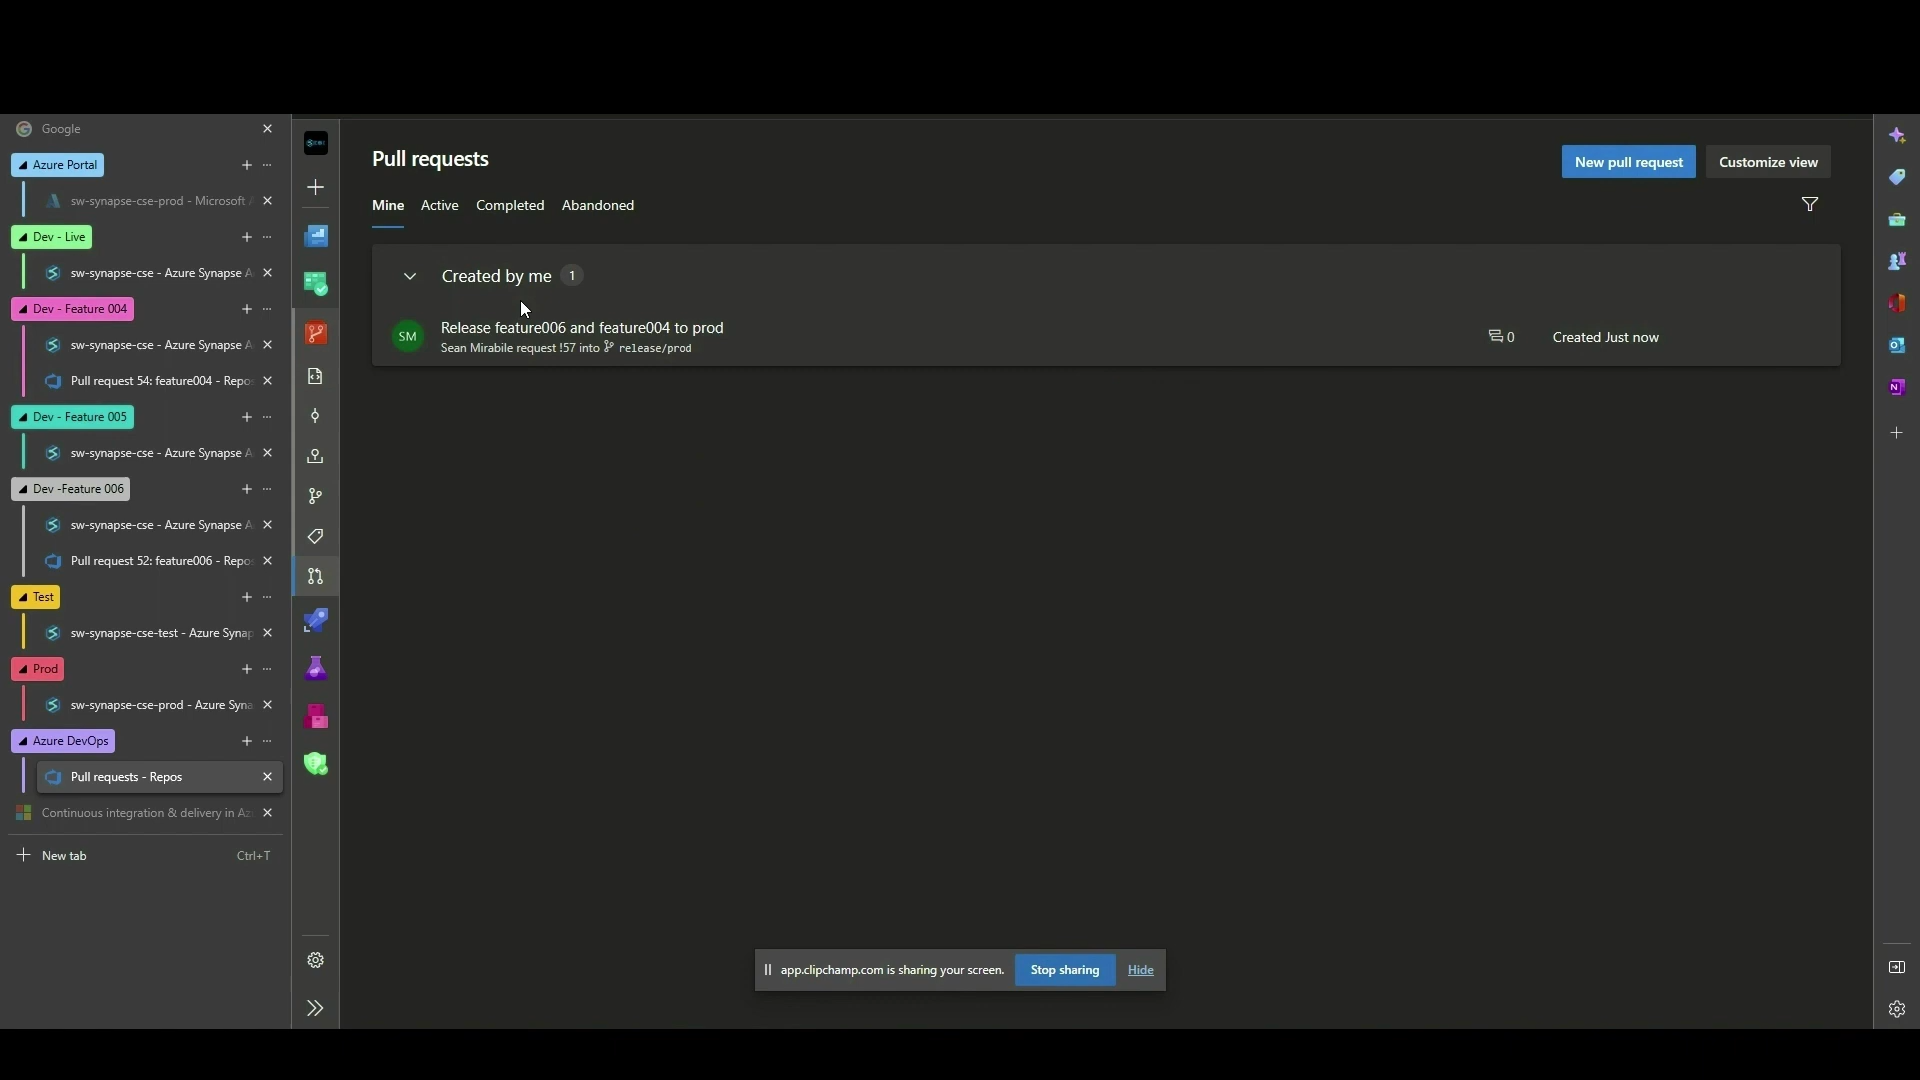 Google
Azure Portal
sw-synapse-cse-prod - Microsoft
Dev - Live
sw-synapse-cse - Azure Synapse A
Dev - Feature 004
sw-synapse-cse - Azure Synapse A
Pull request 54: feature004 - Repos
Dev - Feature 005
sw-synapse-cse - Azure Synapse A
Dev -Feature 006
sw-synapse-cse - Azure Synapse A
Pull request 52: feature006 - Repos
Test
sw-synapse-cse-test - Azure Synap
Prod
sw-synapse-cse-prod - Azure Syna
Azure DevOps
Pull requests - Repos
Continuous integration & delivery in Az
New tab Ctrl+T
Pull requests
New pull request Customize view
Mine Active Completed Abandoned
Created by me 1
SM
Release feature006 and feature004 to prod
Sean Mirabile request !57 into release/prod
0 Created Just now
app.clipchamp.com is sharing your screen. Stop sharing Hide